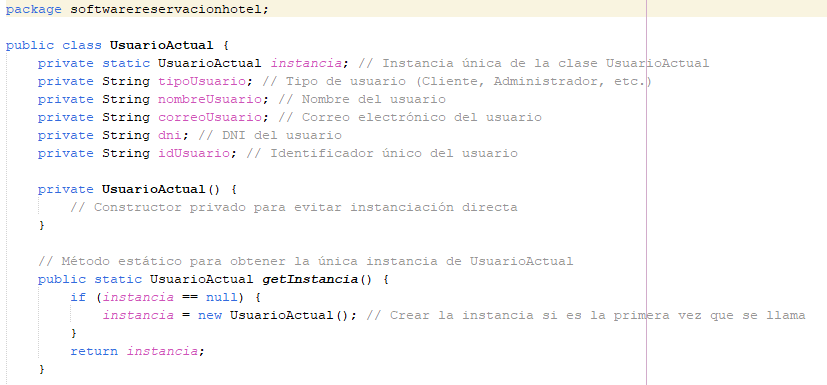 package softwarereservacionhotel;
public class UsuarioActual {
private static UsuarioActual instancia; // Instancia única de la clase UsuarioActual
private String tipoUsuario; // Tipo de usuario (Cliente, Administrador, etc.)
private String nombreUsuario; // Nombre del usuario
private String correoUsuario; // Correo electrónico del usuario
private String dni; // DNI del usuario
private String idUsuario; // Identificador único del usuario
private UsuarioActual() {
// Constructor privado para evitar instanciación directa
}
// Método estático para obtener la única instancia de UsuarioActual
public static UsuarioActual getInstancia() {
if (instancia == null) {
instancia = new UsuarioActual(); // Crear la instancia si es la primera vez que se llama
}
return instancia;
}